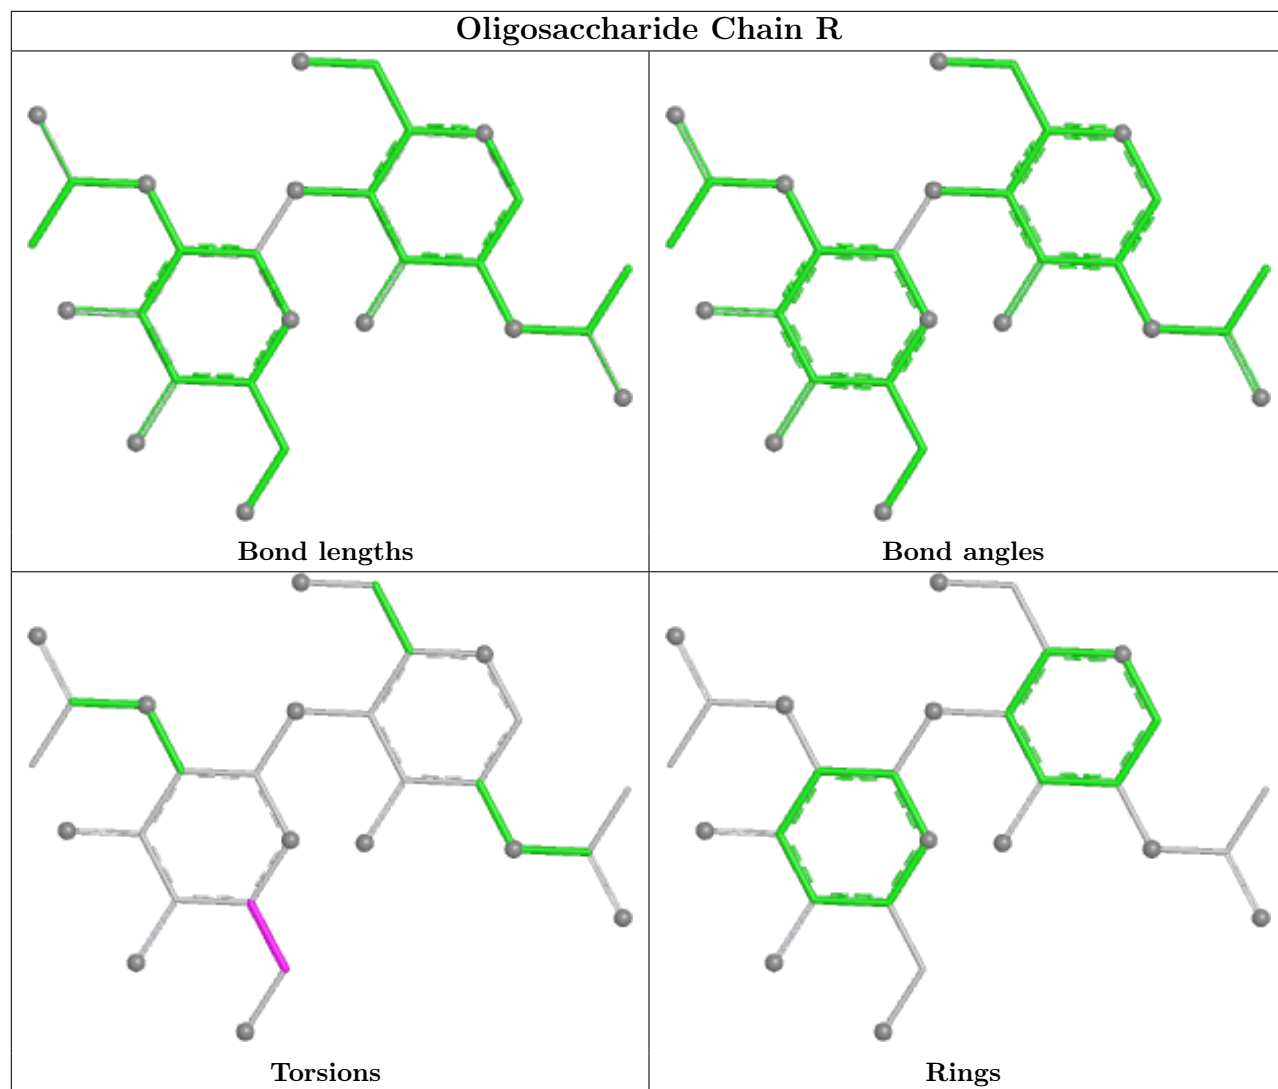 Oligosaccharide Chain R
Bond lengths
Bond angles
Torsions
Rings